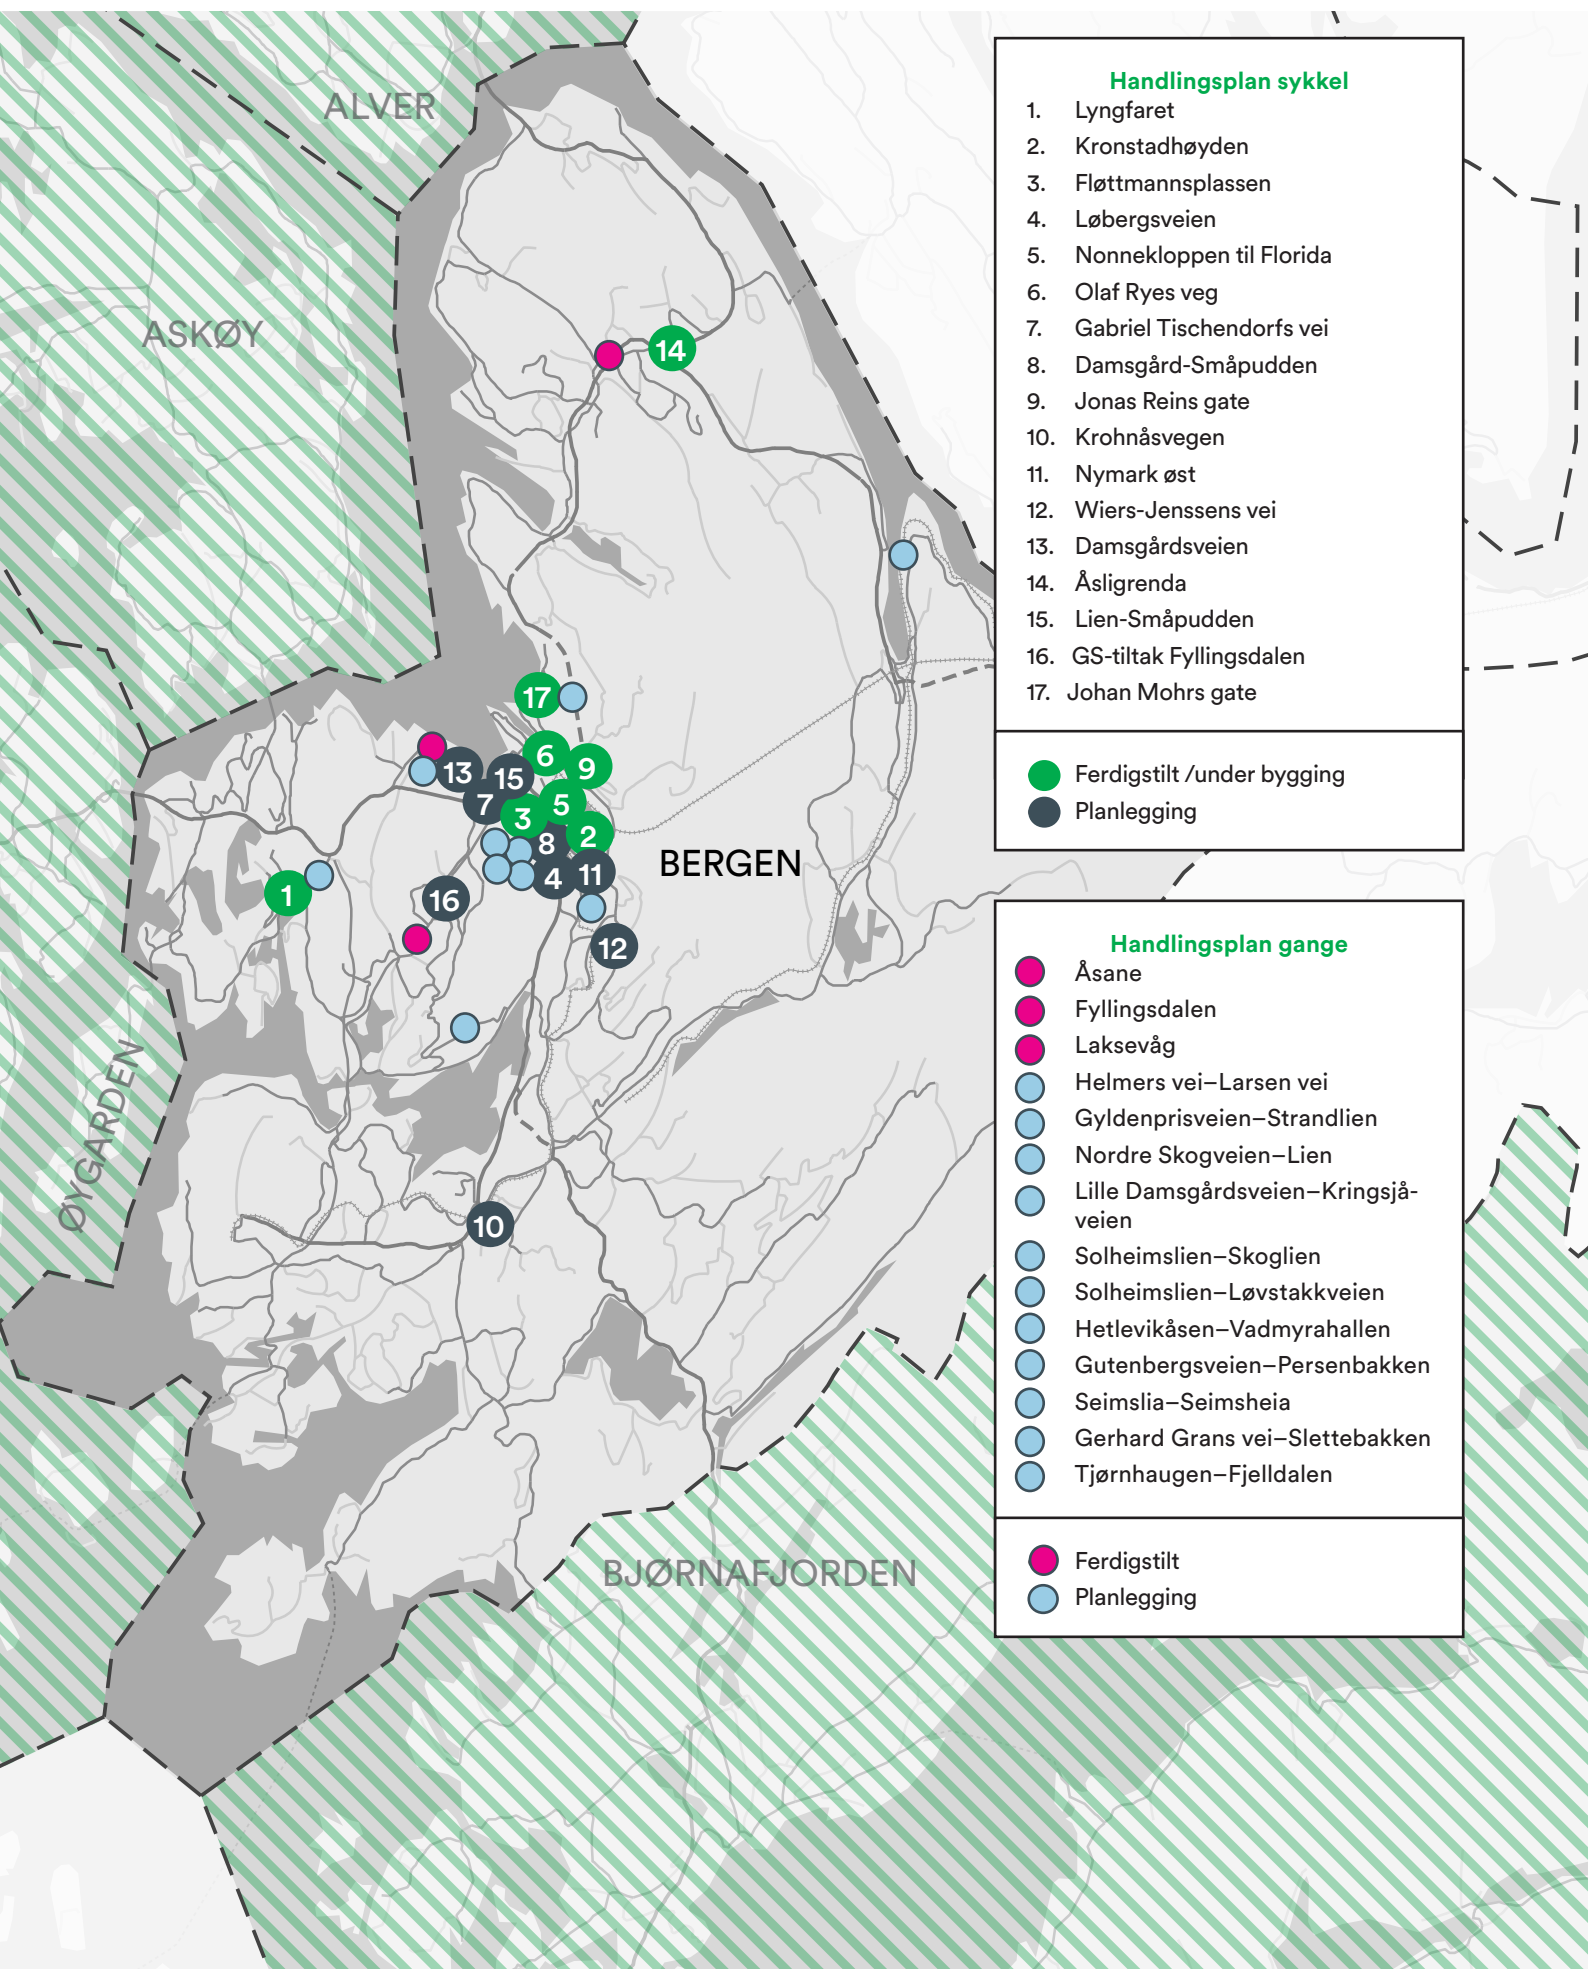 ALVER
ASKØY
ØYGARDEN
BERGEN
BJØRNAFJORDEN
14
17
6
9
13
15
7
5
3
2
8
4
11
1
16
12
10
Handlingsplan sykkel
1. Lyngfaret
2. Kronstadhøyden
3. Fløttmannsplassen
4. Løbergsveien
5. Nonnekloppen til Florida
6. Olaf Ryes veg
7. Gabriel Tischendorfs vei
8. Damsgård-Småpudden
9. Jonas Reins gate
10. Krohnåsvegen
11. Nymark øst
12. Wiers-Jenssens vei
13. Damsgårdsveien
14. Åsligrenda
15. Lien-Småpudden
16. GS-tiltak Fyllingsdalen
17. Johan Mohrs gate
Ferdigstilt /under bygging
Planlegging
Handlingsplan gange
Åsane
Fyllingsdalen
Laksevåg
Helmers vei–Larsen vei
Gyldenprisveien–Strandlien
Nordre Skogveien–Lien
Lille Damsgårdsveien–Kringsjå-
veien
Solheimslien–Skoglien
Solheimslien–Løvstakkveien
Hetlevikåsen–Vadmyrahallen
Gutenbergsveien–Persenbakken
Seimslia–Seimsheia
Gerhard Grans vei–Slettebakken
Tjørnhaugen–Fjelldalen
Ferdigstilt
Planlegging